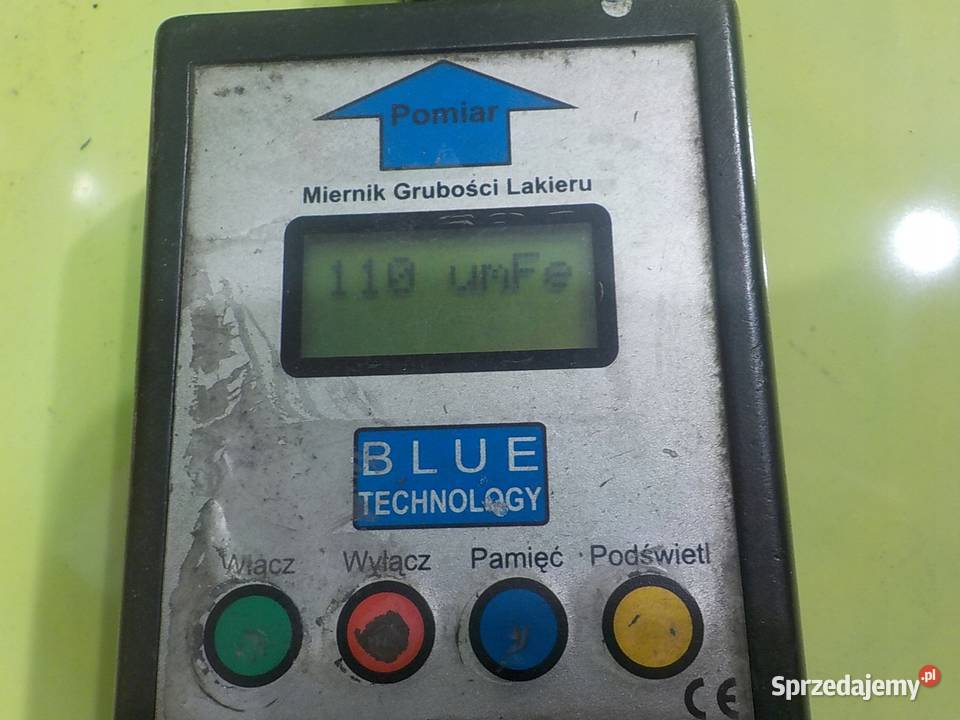 Pomiar
Miernik Grubości Lakieru
110 umFe
BLUE
TECHNOLOGY
Włącz Wyłącz Pamięć Podświetl
CE
Sprzedajemy.pl